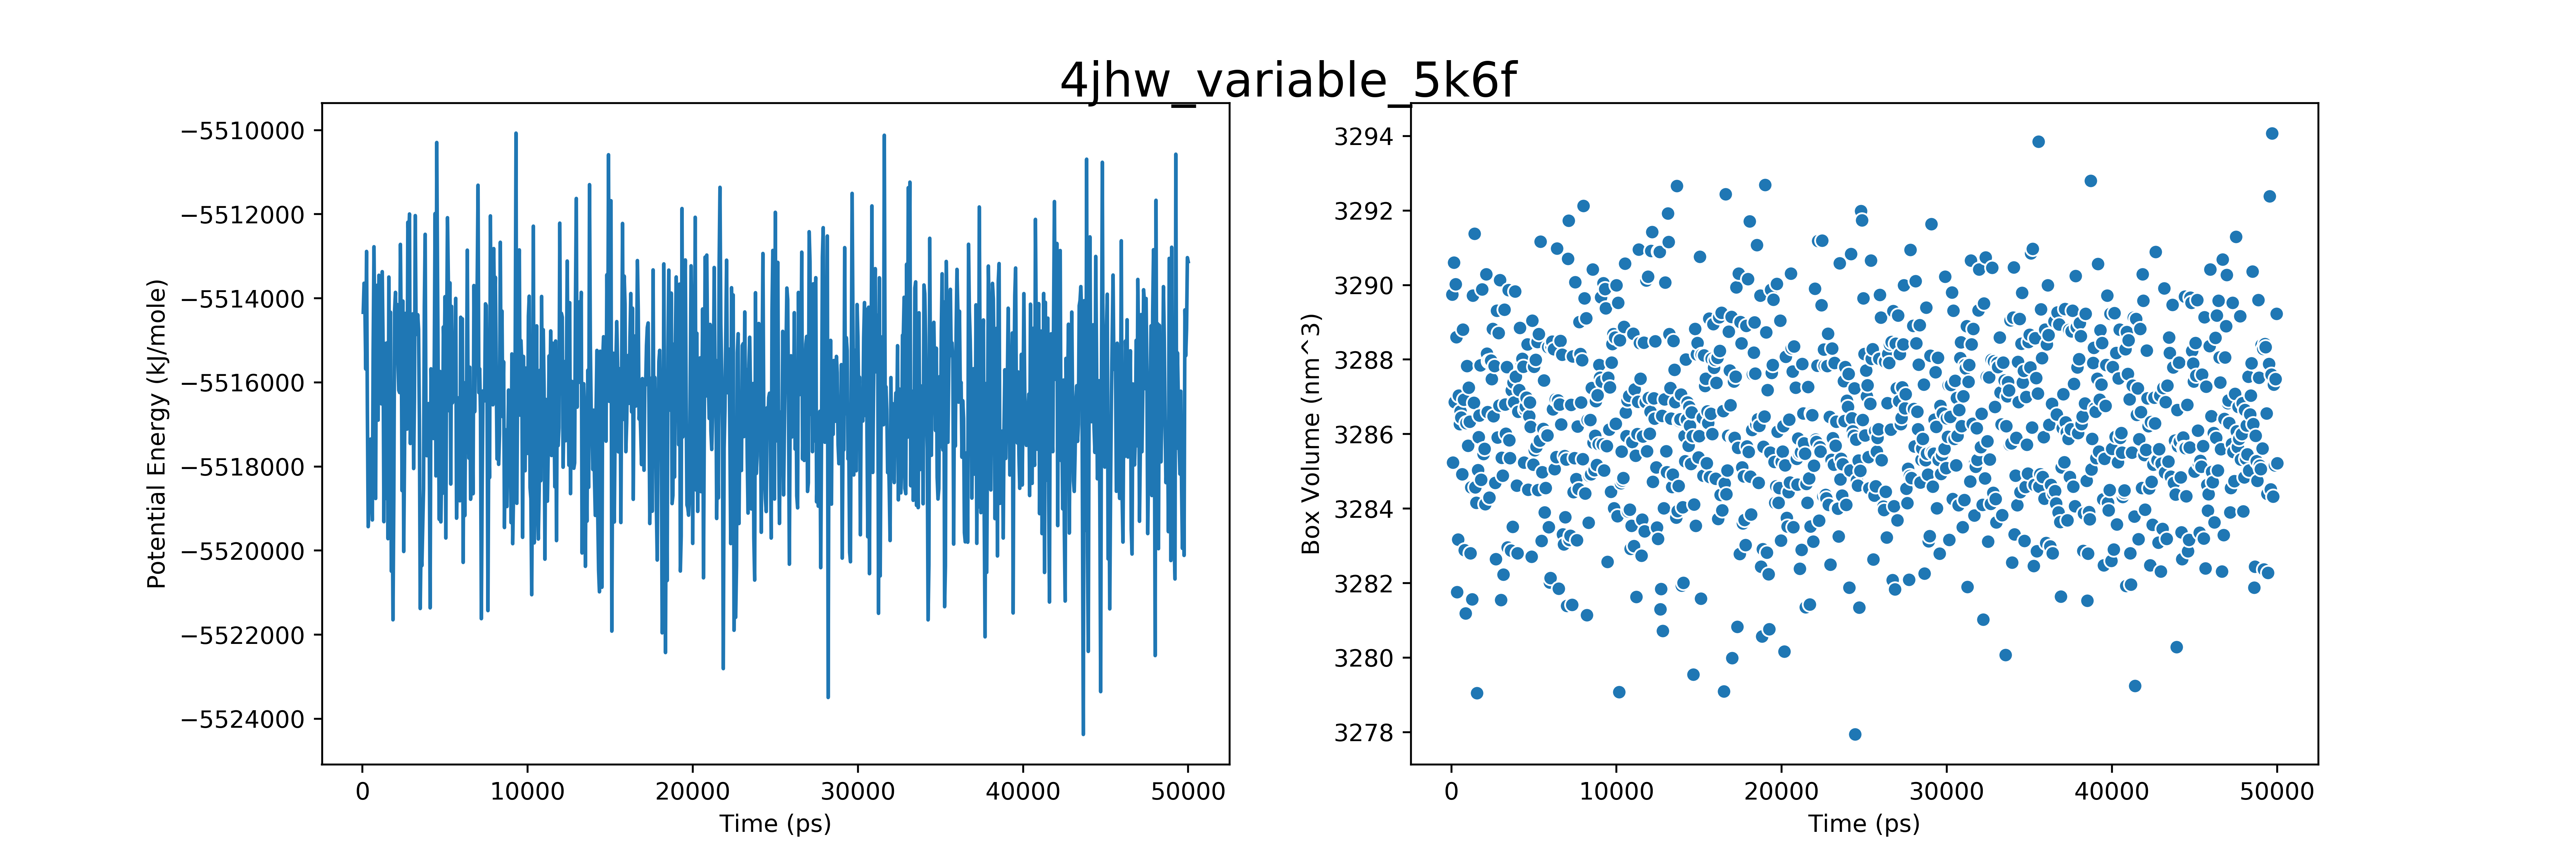 4jhw_variable_5k6f
−5510000
−5512000
−5514000
−5516000
−5518000
−5520000
−5522000
−5524000
Potential Energy (kJ/mole)
0 10000 20000 30000 40000 50000
Time (ps)
3294
3292
3290
3288
3286
3284
3282
3280
3278
Box Volume (nm^3)
0 10000 20000 30000 40000 50000
Time (ps)